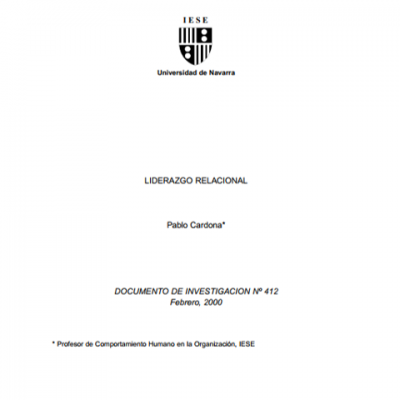 IESE
Universidad de Navarra
LIDERAZGO RELACIONAL
Pablo Cardona*
DOCUMENTO DE INVESTIGACION Nº 412
Febrero, 2000
* Profesor de Comportamiento Humano en la Organización, IESE